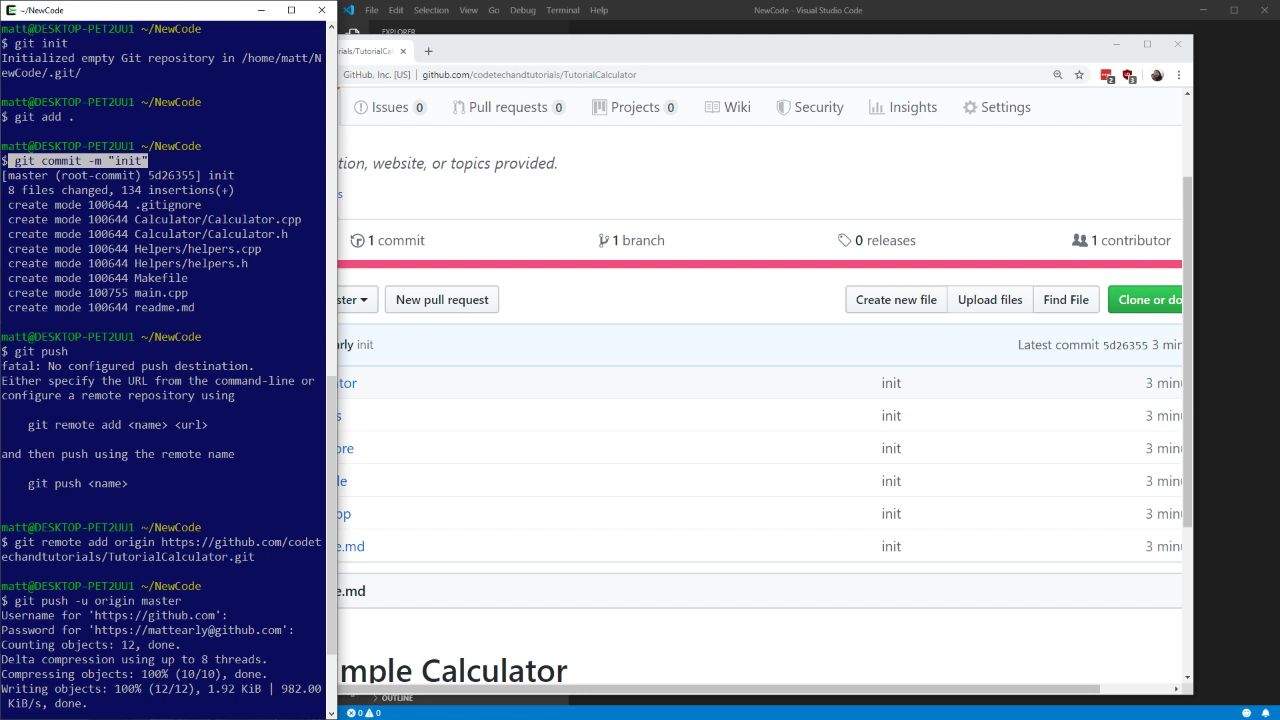 ~/NewCode
matt@DESKTOP-PET2UU1 ~/NewCode
$ git init
Initialized empty Git repository in /home/matt/N
ewCode/.git/
matt@DESKTOP-PET2UU1 ~/NewCode
$ git add .
matt@DESKTOP-PET2UU1 ~/NewCode
$ git commit -m "init"
[master (root-commit) 5d26355] init
8 files changed, 134 insertions(+)
create mode 100644 .gitignore
create mode 100644 Calculator/Calculator.cpp
create mode 100644 Calculator/Calculator.h
create mode 100644 Helpers/helpers.cpp
create mode 100644 Helpers/helpers.h
create mode 100644 Makefile
create mode 100755 main.cpp
create mode 100644 readme.md
matt@DESKTOP-PET2UU1 ~/NewCode
$ git push
fatal: No configured push destination.
Either specify the URL from the command-line or
configure a remote repository using
git remote add <name> <url>
and then push using the remote name
git push <name>
matt@DESKTOP-PET2UU1 ~/NewCode
$ git remote add origin https://github.com/codet
echandtutorials/TutorialCalculator.git
matt@DESKTOP-PET2UU1 ~/NewCode
$ git push -u origin master
Username for 'https://github.com':
Password for 'https://mattearly@github.com':
Counting objects: 12, done.
Delta compression using up to 8 threads.
Compressing objects: 100% (10/10), done.
Writing objects: 100% (12/12), 1.92 KiB | 982.00
KiB/s, done.
File Edit Selection View Go Debug Terminal Help NewCode - Visual Studio Code
EXPLORER
rials/TutorialCal
GitHub, Inc. [US] github.com/codetechandtutorials/TutorialCalculator
2 3
Issues 0 Pull requests 0 Projects 0 Wiki Security Insights Settings
tion, website, or topics provided.
s
1 commit 1 branch 0 releases 1 contributor
ster New pull request Create new file Upload files Find File Clone or do
rly init Latest commit 5d26355 3 min
tor init 3 minu
s init 3 minu
ore init 3 minu
le init 3 minu
pp init 3 minu
e.md init 3 minu
e.md
mple Calculator
OUTLINE
0 0